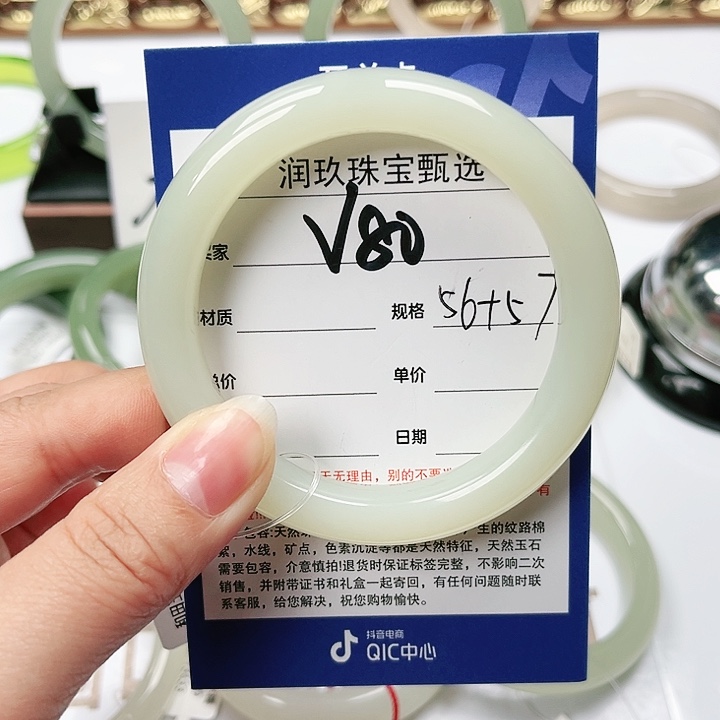 润玖珠宝甄选
V80
家
材质
规格 56+57
价
单价
日期
无理由，别的不要
有
生的纹路棉
絮，水线，矿点，色素沉淀等都是天然特征，天然玉石
需要包容，介意慎拍!退货时保证标签完整，不影响二次
销售，并附带证书和礼盒一起寄回，有任何问题随时联
系客服，给您解决，祝您购物愉快。
抖音电商
QIC中心